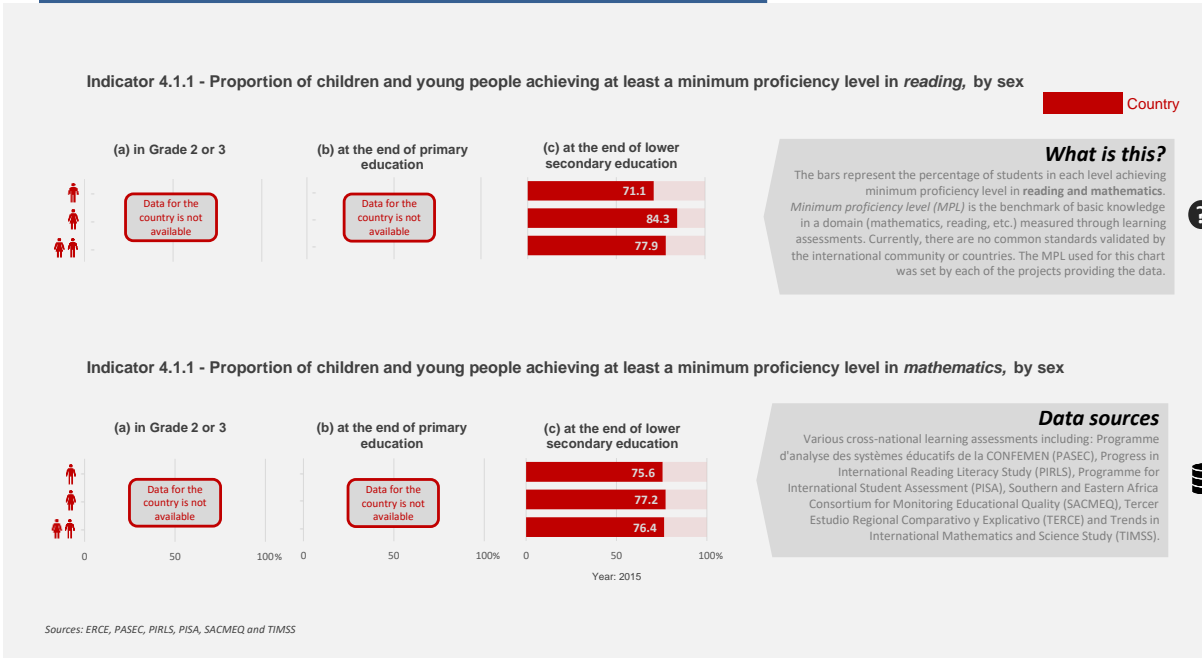 Indicator 4.1.1 - Proportion of children and young people achieving at least a minimum proficiency level in reading, by sex
Country
(a) in Grade 2 or 3
Data for the
country is not
available
(b) at the end of primary
education
Data for the
country is not
available
(c) at the end of lower
secondary education
71.1
84.3
77.9
What is this?
The bars represent the percentage of students in each level achieving
minimum proficiency level in reading and mathematics.
Minimum proficiency level (MPL) is the benchmark of basic knowledge
in a domain (mathematics, reading, etc.) measured through learning
assessments. Currently, there are no common standards validated by
the international community or countries. The MPL used for this chart
was set by each of the projects providing the data.
?
Indicator 4.1.1 - Proportion of children and young people achieving at least a minimum proficiency level in mathematics, by sex
(a) in Grade 2 or 3
Data for the
country is not
available
0 50 100%
(b) at the end of primary
education
Data for the
country is not
available
0 50 100%
(c) at the end of lower
secondary education
75.6
77.2
76.4
0 50 100%
Year: 2015
Data sources
Various cross-national learning assessments including: Programme
d'analyse des systèmes éducatifs de la CONFEMEN (PASEC), Progress in
International Reading Literacy Study (PIRLS), Programme for
International Student Assessment (PISA), Southern and Eastern Africa
Consortium for Monitoring Educational Quality (SACMEQ), Tercer
Estudio Regional Comparativo y Explicativo (TERCE) and Trends in
International Mathematics and Science Study (TIMSS).
Sources: ERCE, PASEC, PIRLS, PISA, SACMEQ and TIMSS